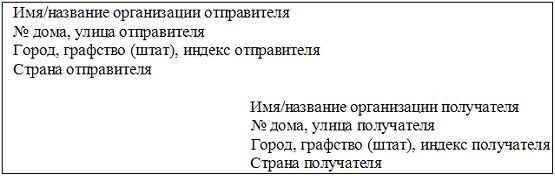 Имя/название организации отправителя
№ дома, улица отправителя
Город, графство (штат), индекс отправителя
Страна отправителя
Имя/название организации получателя
№ дома, улица получателя
Город, графство (штат), индекс получателя
Страна получателя